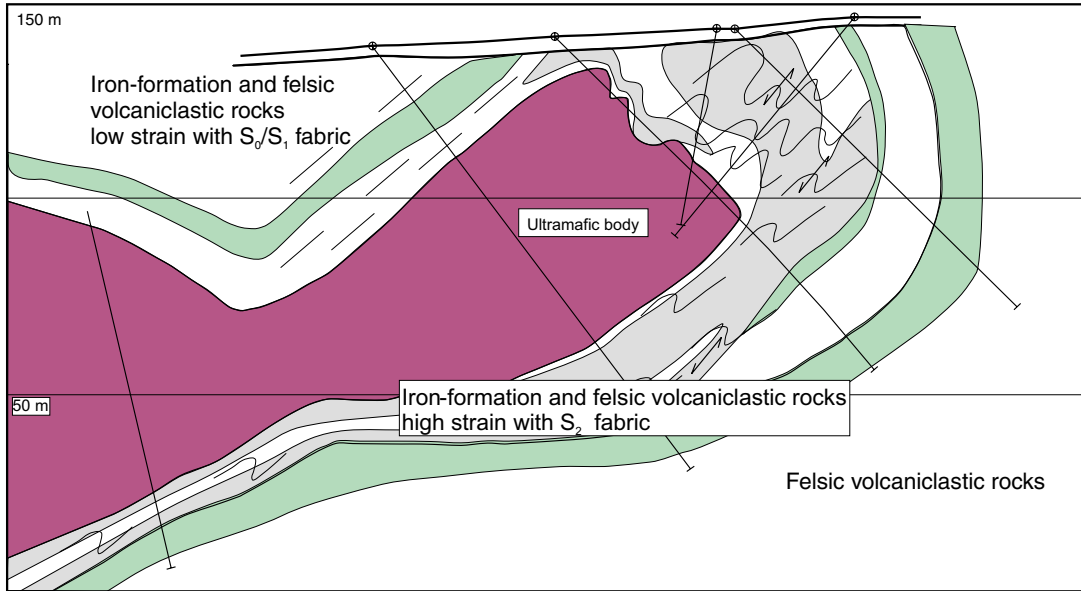 150 m
Iron-formation and felsic
volcaniclastic rocks
low strain with S₀/S₁ fabric
Ultramafic body
Iron-formation and felsic volcaniclastic rocks
high strain with S₂ fabric
50 m
Felsic volcaniclastic rocks